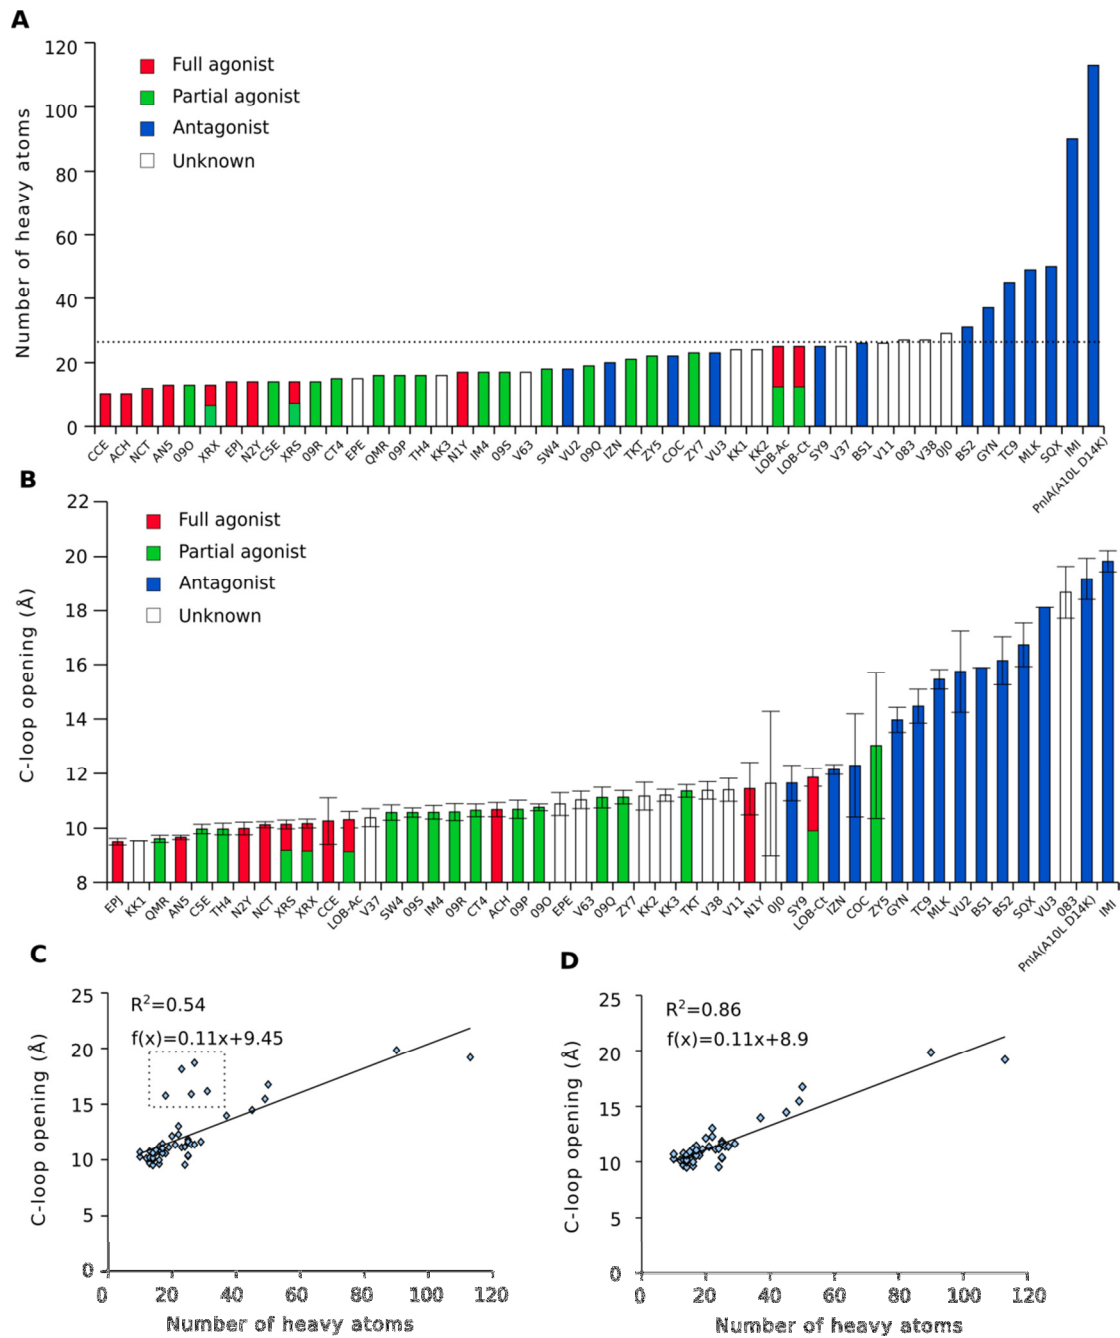 A
120
100
80
60
40
20
0
Number of heavy atoms
Full agonist
Partial agonist
Antagonist
Unknown
CCE ACH NCT AN5 09O XRX EPJ N2Y C5E XRS 09R CT4 EPE QMR 09P TH4 KK3 N1Y IM4 09S V63 SW4 VU2 09Q IZN TKT ZY5 COC ZY7 VU3 KK1 KK2 LOB-Ac LOB-Ct SY9 V37 BS1 V11 083 V38 0J0 BS2 GYN TC9 MLK SQX IMI PnIA(A10L D14K)
B
22
20
18
16
14
12
10
8
C-loop opening (Å)
Full agonist
Partial agonist
Antagonist
Unknown
EPJ KK1 QMR AN5 C5E TH4 N2Y NCT XRS XRX CCE LOB-Ac V37 SW4 09S IM4 09R CT4 ACH 09P 09O EPE V63 09Q ZY7 KK2 KK3 TKT V38 V11 N1Y 0J0 SY9 LOB-Ct IZN COC ZY5 GYN TC9 MLK VU2 BS1 BS2 SQX VU3 083 PnIA(A10L D14K) IMI
C
25
20
15
10
5
0
C-loop opening (Å)
R²=0.54
f(x)=0.11x+9.45
0 20 40 60 80 100 120
Number of heavy atoms
D
25
20
15
10
5
0
C-loop opening (Å)
R²=0.86
f(x)=0.11x+8.9
0 20 40 60 80 100 120
Number of heavy atoms